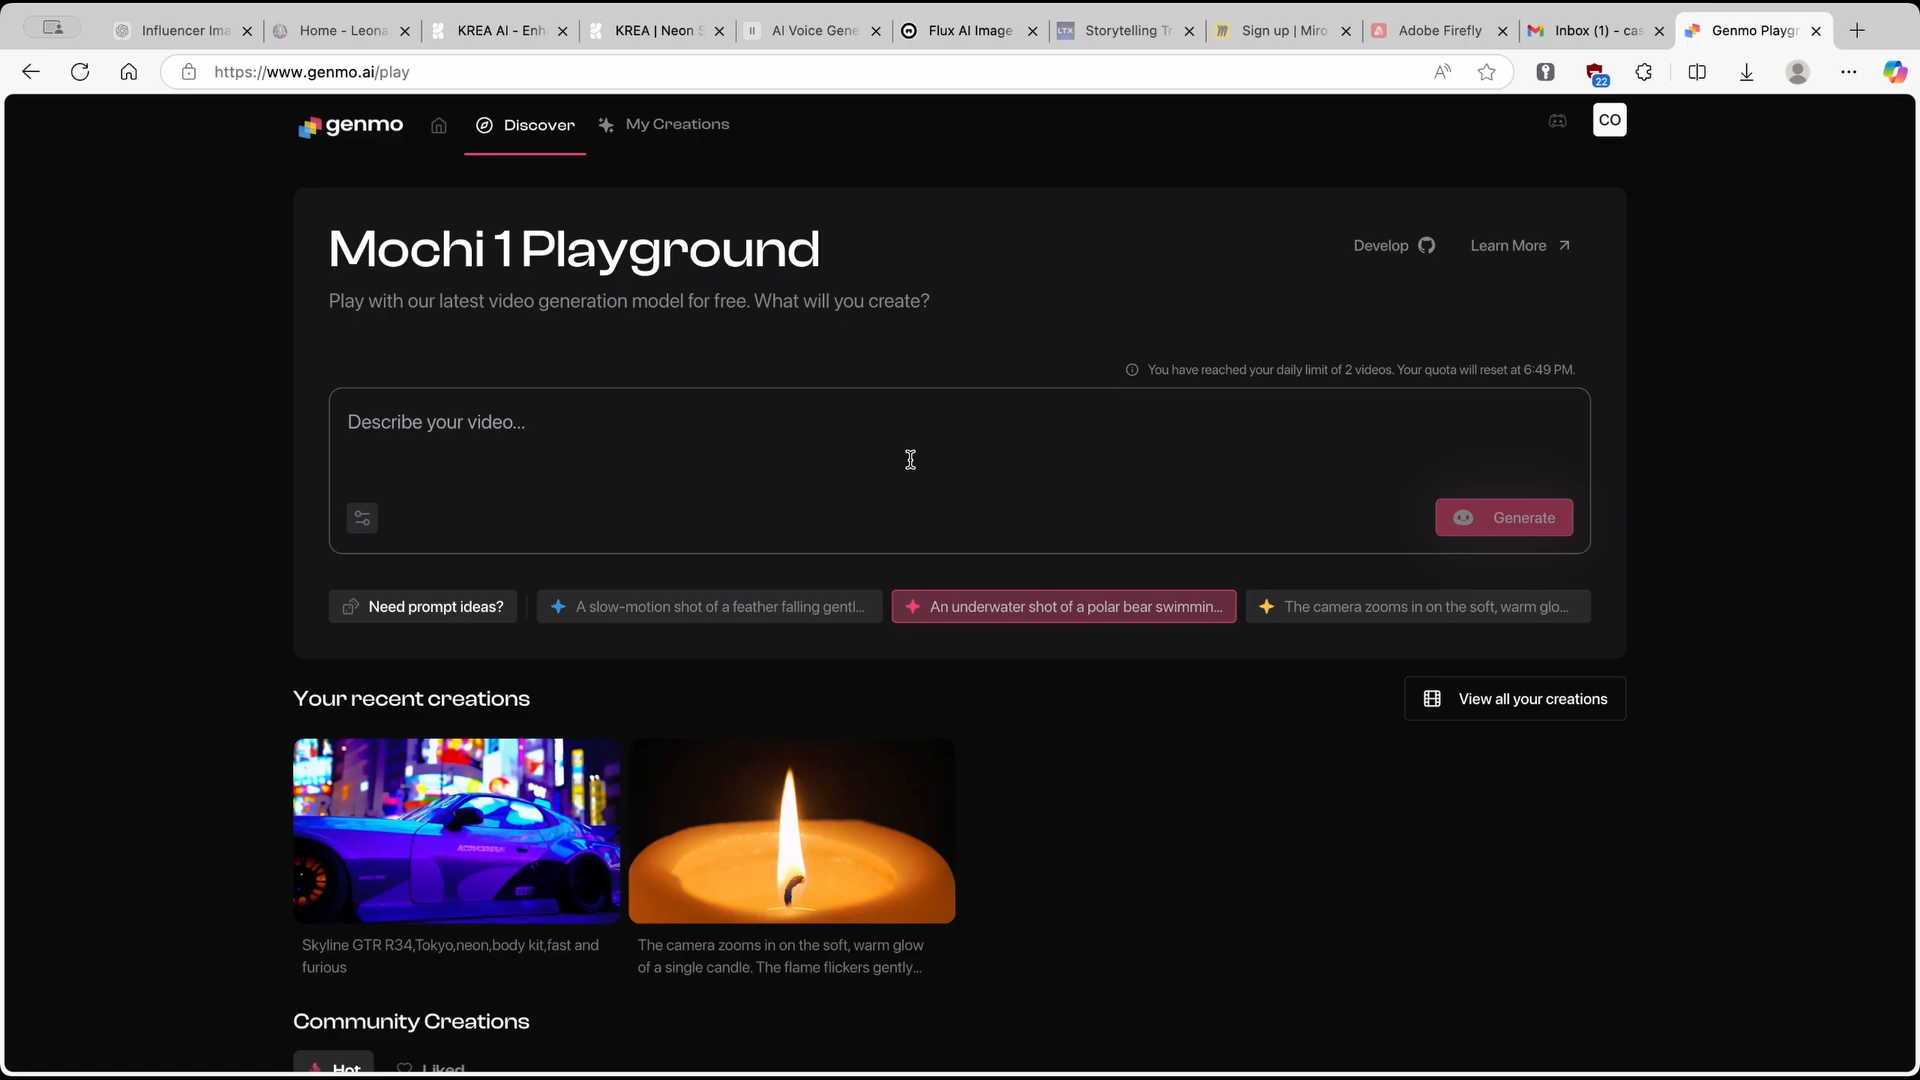 Influencer Ima
Home - Leona
KREA AI - Enh
KREA | Neon S
AI Voice Gene
Flux AI Image
LTX
Storytelling Tr
Sign up | Miro
Adobe Firefly
Inbox (1) - cas
Genmo Playgr
https://www.genmo.ai/play
22
genmo
Discover
My Creations
CO
Mochi 1 Playground
Develop
Learn More
Play with our latest video generation model for free. What will you create?
You have reached your daily limit of 2 videos. Your quota will reset at 6:49 PM.
Describe your video...
Generate
Need prompt ideas?
A slow-motion shot of a feather falling gentl...
An underwater shot of a polar bear swimmin...
The camera zooms in on the soft, warm glo...
Your recent creations
View all your creations
Skyline GTR R34,Tokyo,neon,body kit,fast and
furious
The camera zooms in on the soft, warm glow
of a single candle. The flame flickers gently...
Community Creations
Hot
Liked